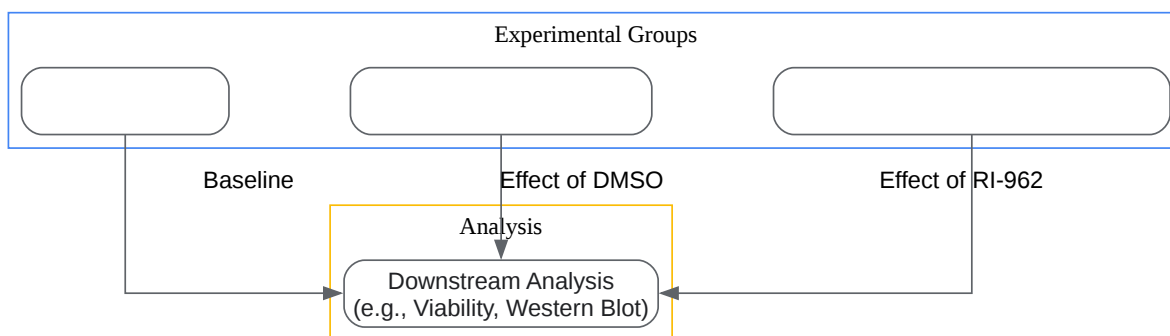 Experimental Groups
Baseline
Effect of DMSO
Effect of RI-962
Analysis
Downstream Analysis
(e.g., Viability, Western Blot)